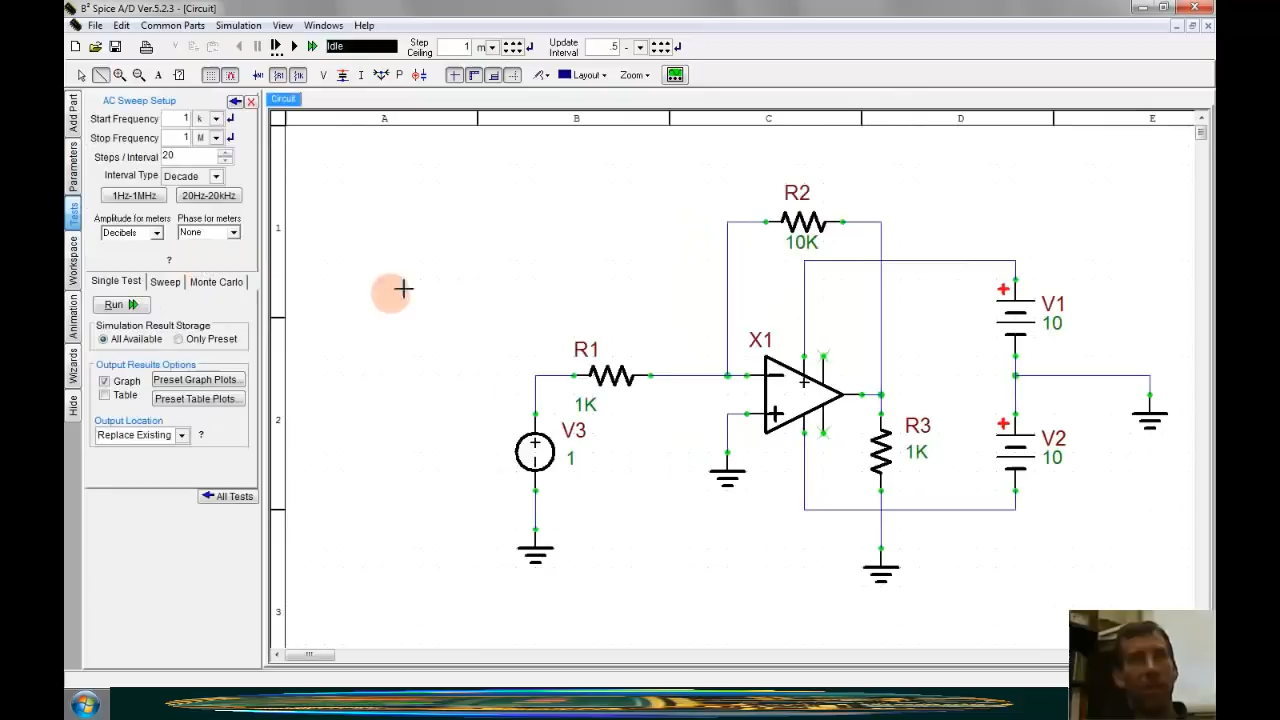 B² Spice A/D Ver.5.2.3 - [Circuit]
File Edit Common Parts Simulation View Windows Help
Idle Step Ceiling 1 m Update Interval .5 -
A ? V I P Layout Zoom
Add Part
Parameters
Tests
Workspace
Animation
Wizards
Hide
AC Sweep Setup
Start Frequency 1 k
Stop Frequency 1 M
Steps / Interval 20
Interval Type Decade
1Hz-1MHz 20Hz-20kHz
Amplitude for meters Phase for meters
Decibels None
?
Single Test Sweep Monte Carlo
Run
Simulation Result Storage
All Available Only Preset
Output Results Options
Graph Preset Graph Plots...
Table Preset Table Plots...
Output Location
Replace Existing ?
All Tests
Circuit
A B C D E
1
2
3
R2
10K
V1
10
X1
R1
1K
V3
1
R3
1K
V2
10